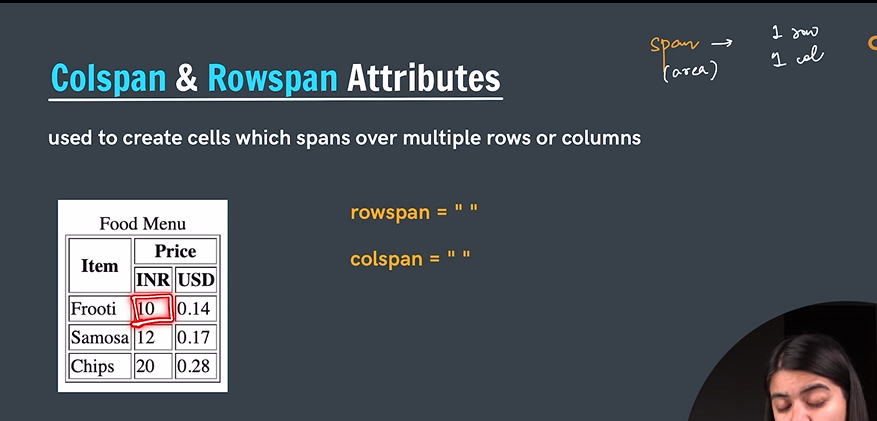 span → 1 row
(area) 1 col
Colspan & Rowspan Attributes
used to create cells which spans over multiple rows or columns
rowspan = " "
colspan = " "
Food Menu
Item Price
INR USD
Frooti 10 0.14
Samosa 12 0.17
Chips 20 0.28